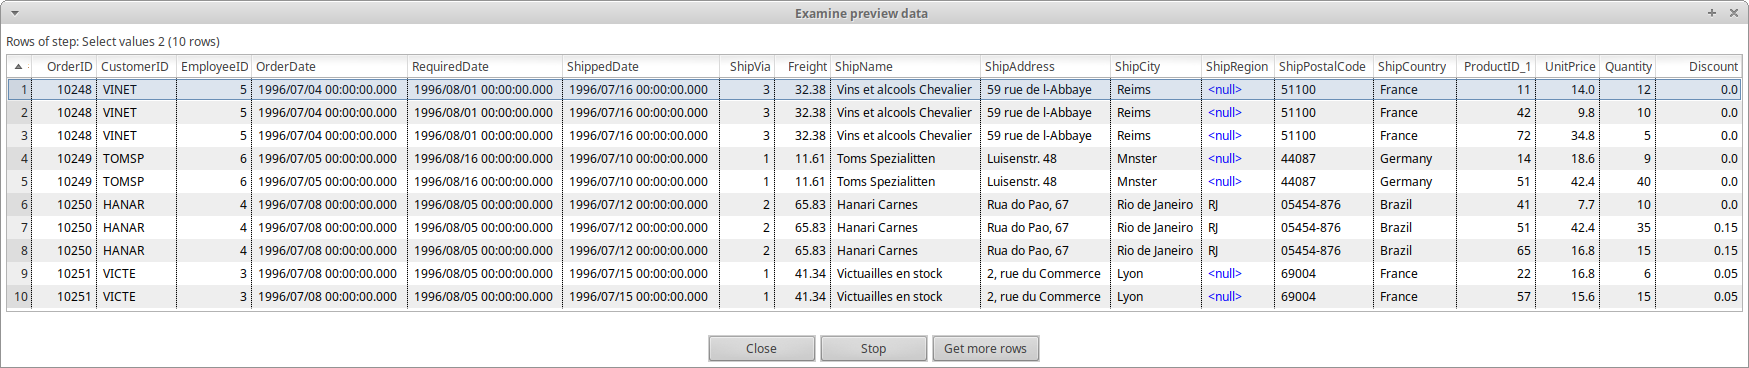 Examine preview data
Rows of step: Select values 2 (10 rows)
OrderID CustomerID EmployeeID OrderDate RequiredDate ShippedDate ShipVia Freight ShipName ShipAddress ShipCity ShipRegion ShipPostalCode ShipCountry ProductID_1 UnitPrice Quantity Discount
1 10248 VINET 5 1996/07/04 00:00:00.000 1996/08/01 00:00:00.000 1996/07/16 00:00:00.000 3 32.38 Vins et alcools Chevalier 59 rue de l-Abbaye Reims <null> 51100 France 11 14.0 12 0.0
2 10248 VINET 5 1996/07/04 00:00:00.000 1996/08/01 00:00:00.000 1996/07/16 00:00:00.000 3 32.38 Vins et alcools Chevalier 59 rue de l-Abbaye Reims <null> 51100 France 42 9.8 10 0.0
3 10248 VINET 5 1996/07/04 00:00:00.000 1996/08/01 00:00:00.000 1996/07/16 00:00:00.000 3 32.38 Vins et alcools Chevalier 59 rue de l-Abbaye Reims <null> 51100 France 72 34.8 5 0.0
4 10249 TOMSP 6 1996/07/05 00:00:00.000 1996/08/16 00:00:00.000 1996/07/10 00:00:00.000 1 11.61 Toms Spezialitten Luisenstr. 48 Mnster <null> 44087 Germany 14 18.6 9 0.0
5 10249 TOMSP 6 1996/07/05 00:00:00.000 1996/08/16 00:00:00.000 1996/07/10 00:00:00.000 1 11.61 Toms Spezialitten Luisenstr. 48 Mnster <null> 44087 Germany 51 42.4 40 0.0
6 10250 HANAR 4 1996/07/08 00:00:00.000 1996/08/05 00:00:00.000 1996/07/12 00:00:00.000 2 65.83 Hanari Carnes Rua do Pao, 67 Rio de Janeiro RJ 05454-876 Brazil 41 7.7 10 0.0
7 10250 HANAR 4 1996/07/08 00:00:00.000 1996/08/05 00:00:00.000 1996/07/12 00:00:00.000 2 65.83 Hanari Carnes Rua do Pao, 67 Rio de Janeiro RJ 05454-876 Brazil 51 42.4 35 0.15
8 10250 HANAR 4 1996/07/08 00:00:00.000 1996/08/05 00:00:00.000 1996/07/12 00:00:00.000 2 65.83 Hanari Carnes Rua do Pao, 67 Rio de Janeiro RJ 05454-876 Brazil 65 16.8 15 0.15
9 10251 VICTE 3 1996/07/08 00:00:00.000 1996/08/05 00:00:00.000 1996/07/15 00:00:00.000 1 41.34 Victuailles en stock 2, rue du Commerce Lyon <null> 69004 France 22 16.8 6 0.05
10 10251 VICTE 3 1996/07/08 00:00:00.000 1996/08/05 00:00:00.000 1996/07/15 00:00:00.000 1 41.34 Victuailles en stock 2, rue du Commerce Lyon <null> 69004 France 57 15.6 15 0.05
Close Stop Get more rows